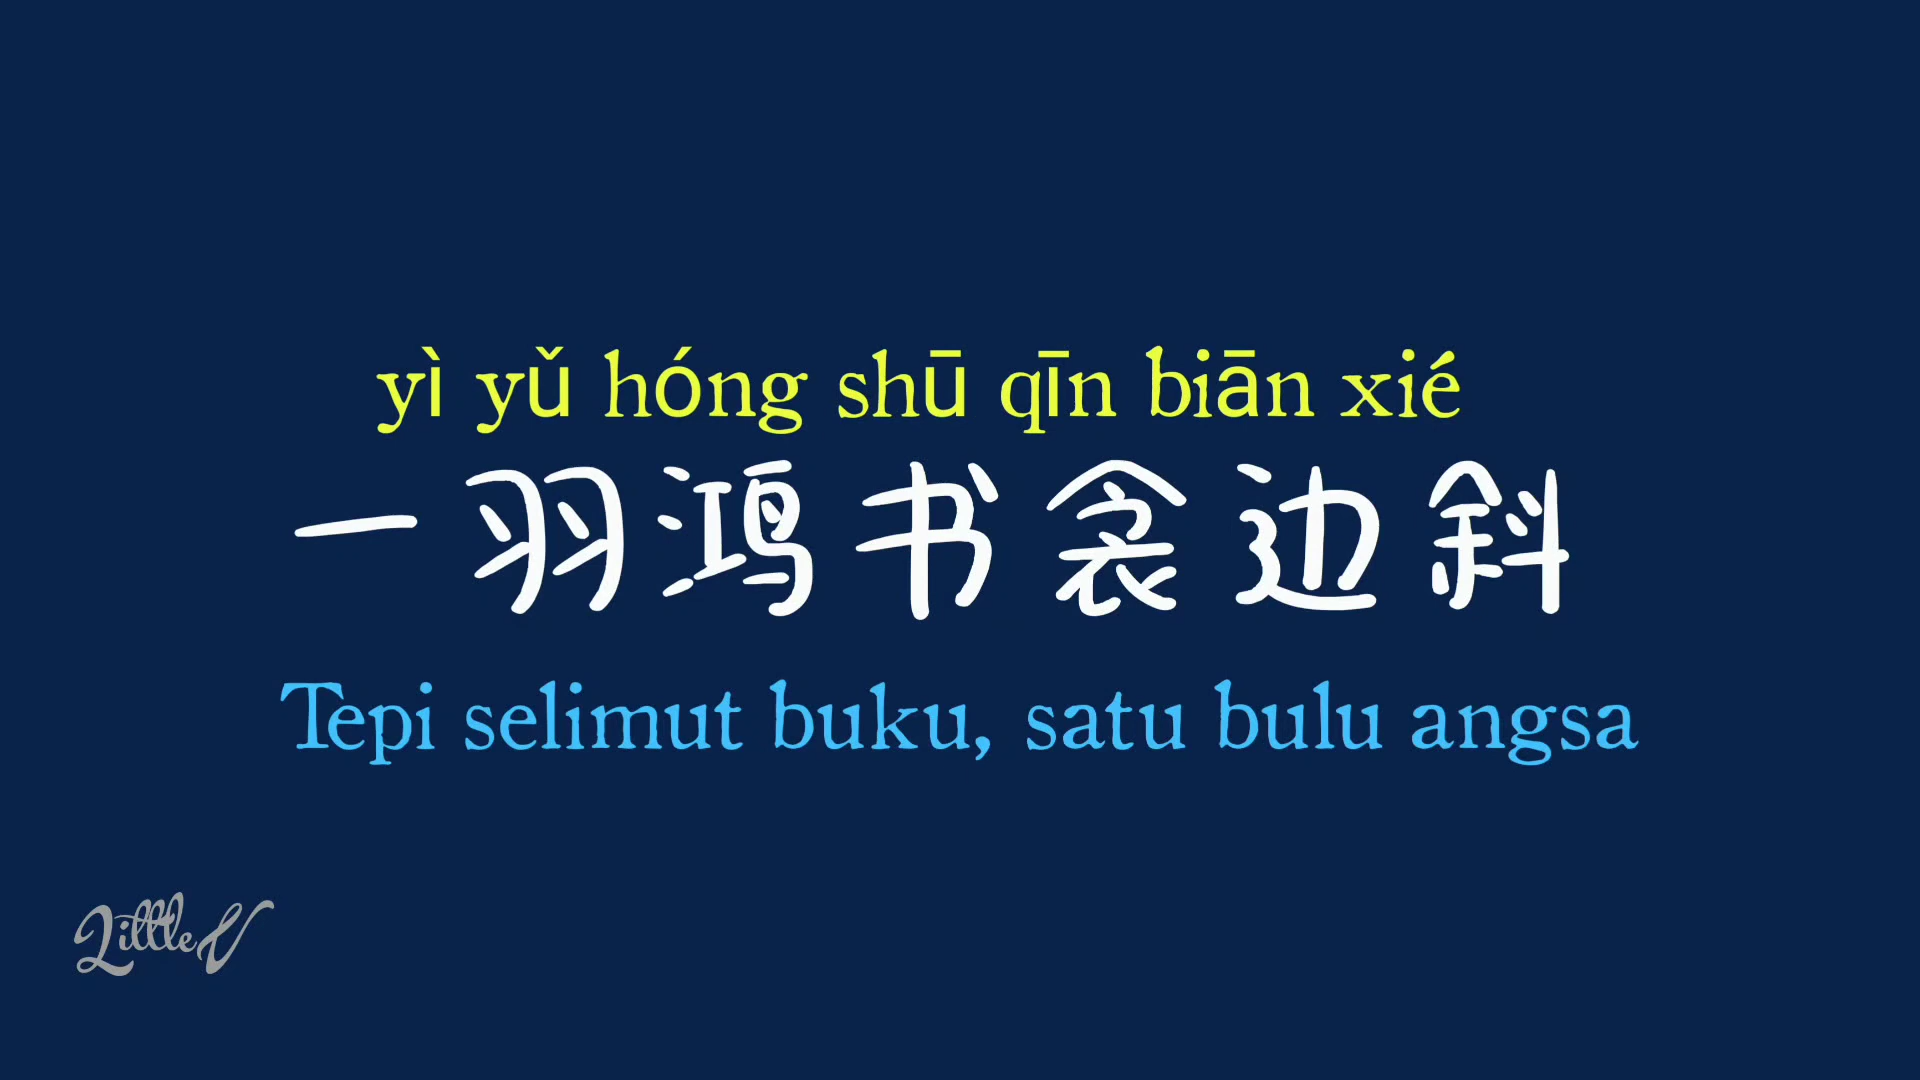 yì yǔ hóng shū qīn biān xié
一羽鸿书衾边斜
Tepi selimut buku, satu bulu angsa
LittleV